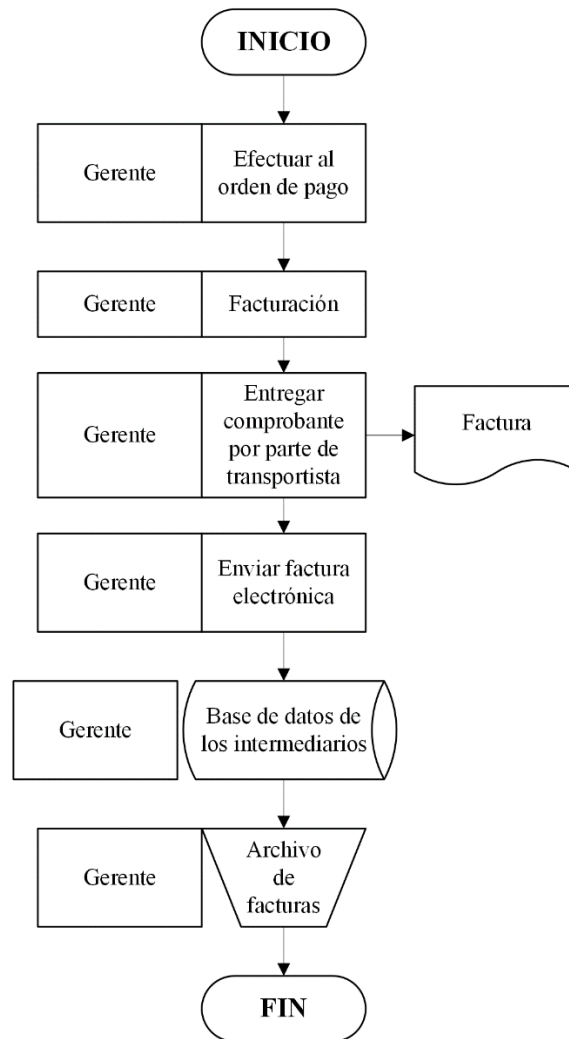 INICIO
Gerente
Efectuar al
orden de pago
Gerente
Facturación
Gerente
Entregar
comprobante
por parte de
transportista
Factura
Gerente
Enviar factura
electrónica
Gerente
Base de datos de
los intermediarios
Gerente
Archivo
de
facturas
FIN